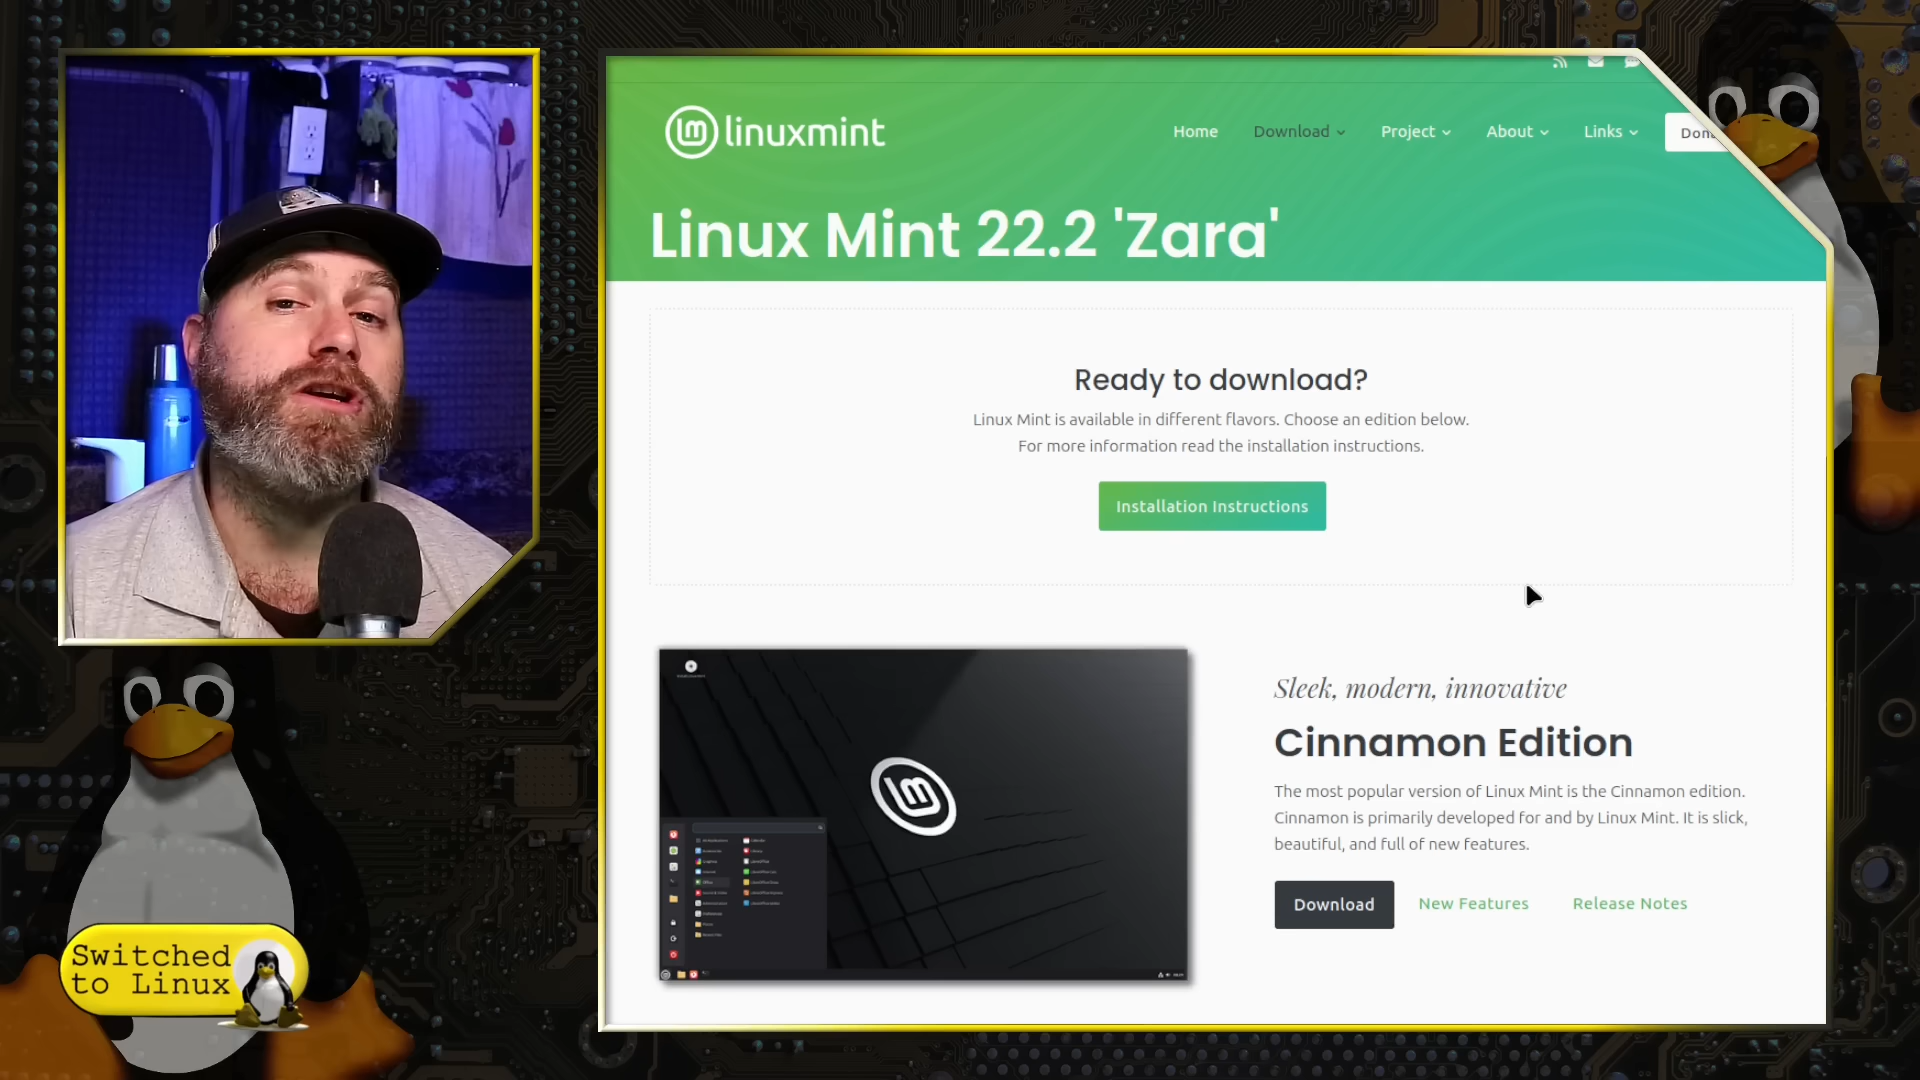 linuxmint
Home
Download
Project
About
Links
Linux Mint 22.2 'Zara'
Ready to download?
Linux Mint is available in different flavors. Choose an edition below.
For more information read the installation instructions.
Installation Instructions
Sleek, modern, innovative
Cinnamon Edition
The most popular version of Linux Mint is the Cinnamon edition.
Cinnamon is primarily developed for and by Linux Mint. It is slick,
beautiful, and full of new features.
Download
New Features
Release Notes
Switched
to Linux